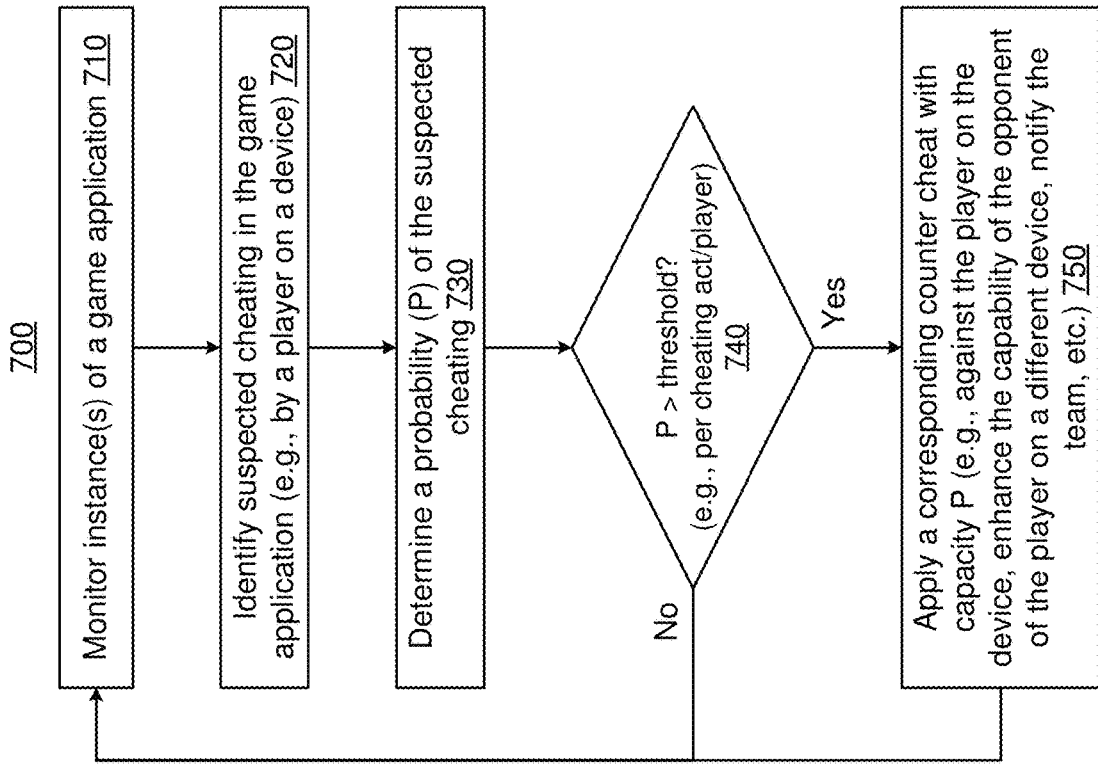 700
Monitor instance(s) of a game application 710
Identify suspected cheating in the game
application (e.g., by a player on a device) 720
Determine a probability (P) of the suspected
cheating 730
P > threshold?
(e.g., per cheating act/player)
740
No
Yes
Apply a corresponding counter cheat with
capacity P (e.g., against the player on the
device, enhance the capability of the opponent
of the player on a different device, notify the
team, etc.) 750